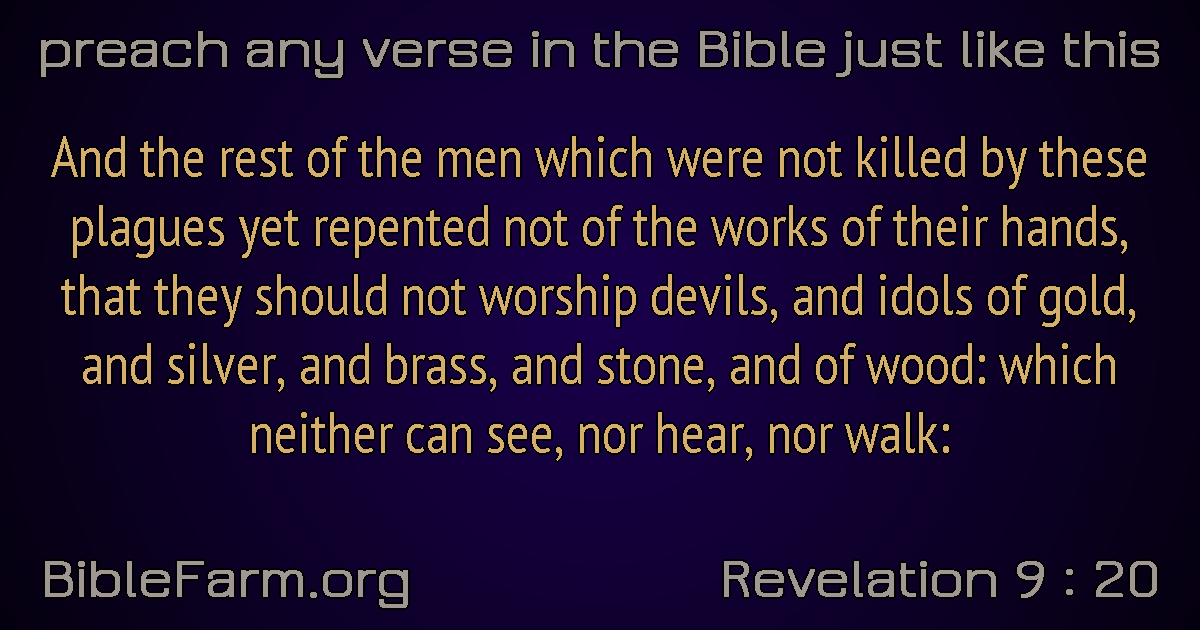 preach any verse in the Bible just like this
And the rest of the men which were not killed by these
plagues yet repented not of the works of their hands,
that they should not worship devils, and idols of gold,
and silver, and brass, and stone, and of wood: which
neither can see, nor hear, nor walk:
BibleFarm.org
Revelation 9 : 20